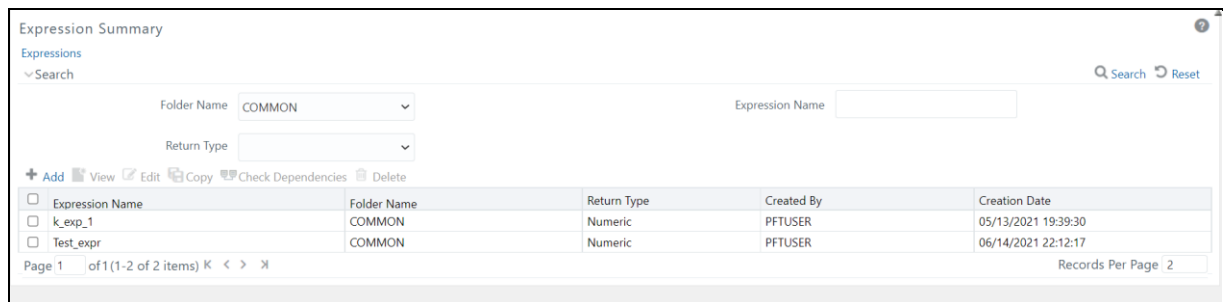 Expression Summary
Expressions
Search
Search Reset
Folder Name COMMON Expression Name
Return Type
Add View Edit Copy Check Dependencies Delete
Expression Name Folder Name Return Type Created By Creation Date
k_exp_1 COMMON Numeric PFTUSER 05/13/2021 19:39:30
Test_expr COMMON Numeric PFTUSER 06/14/2021 22:12:17
Page 1 of1(1-2 of 2 items) Records Per Page 2